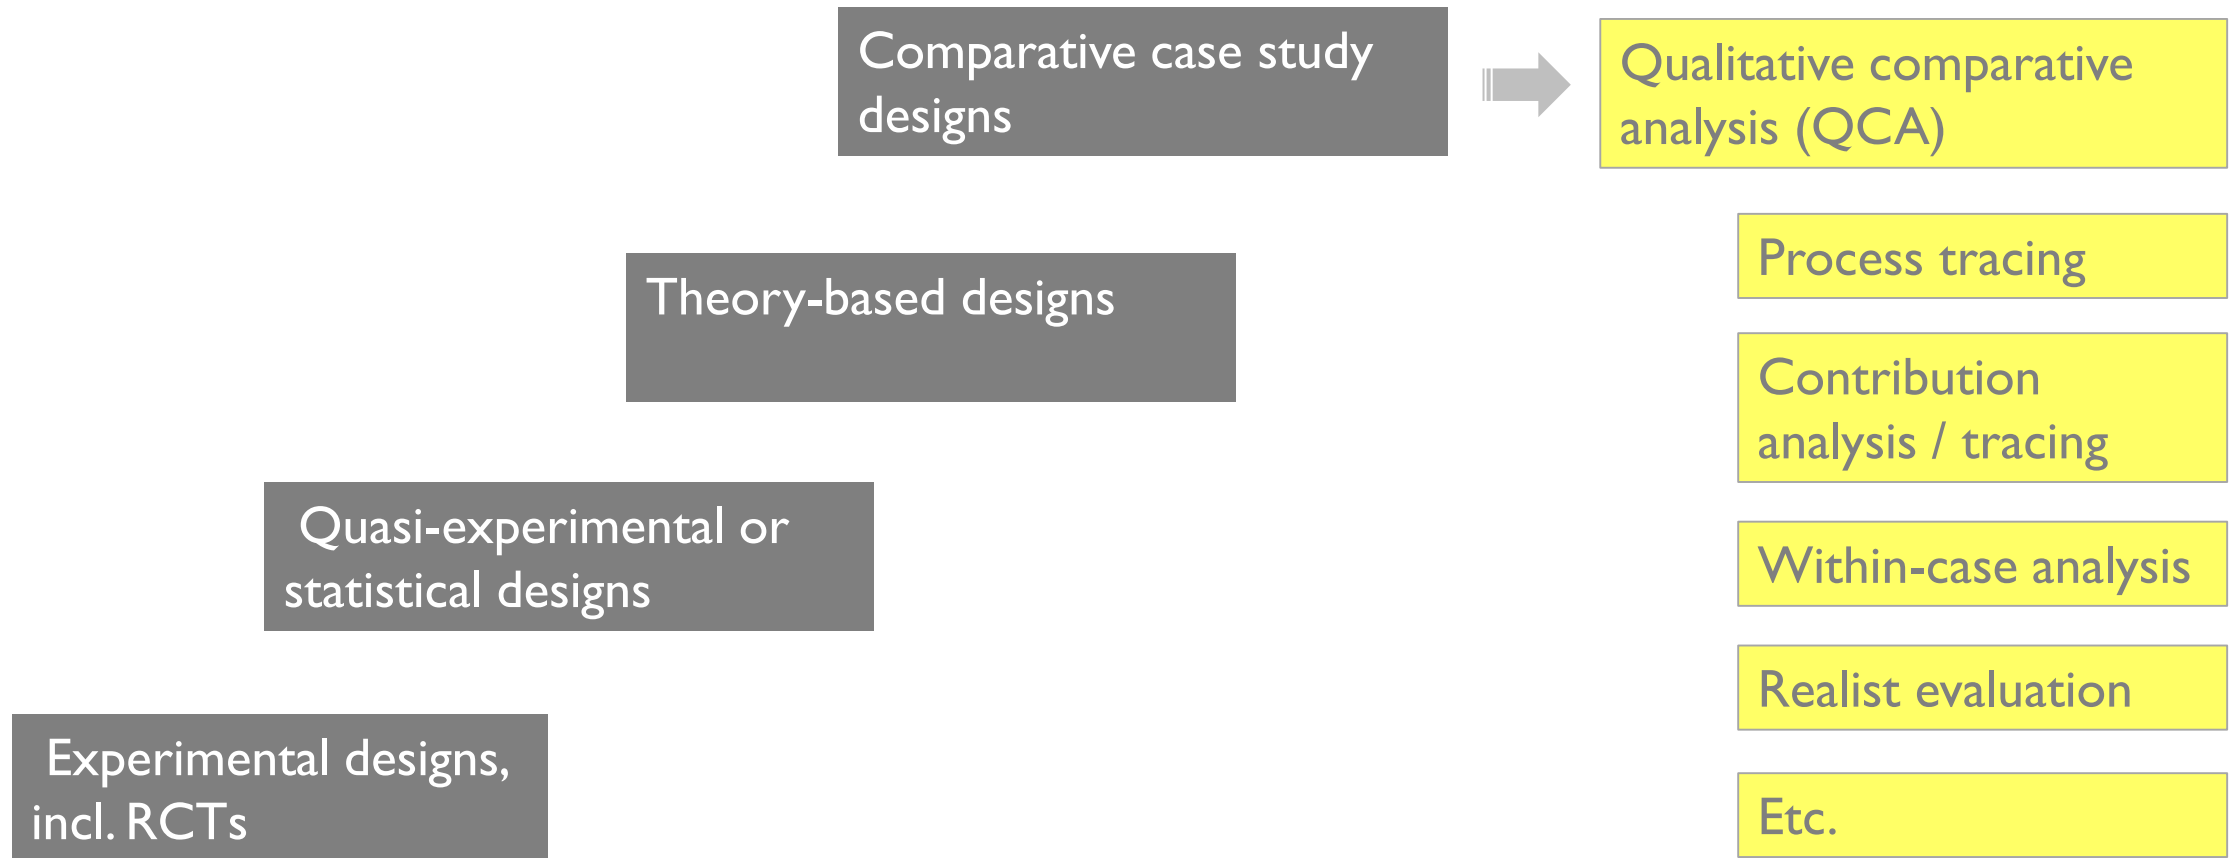 Comparative case study
designs
Qualitative comparative
analysis (QCA)
Process tracing
Theory-based designs
Contribution
analysis / tracing
Quasi-experimental or
statistical designs
Within-case analysis
Realist evaluation
Experimental designs,
incl. RCTs
Etc.